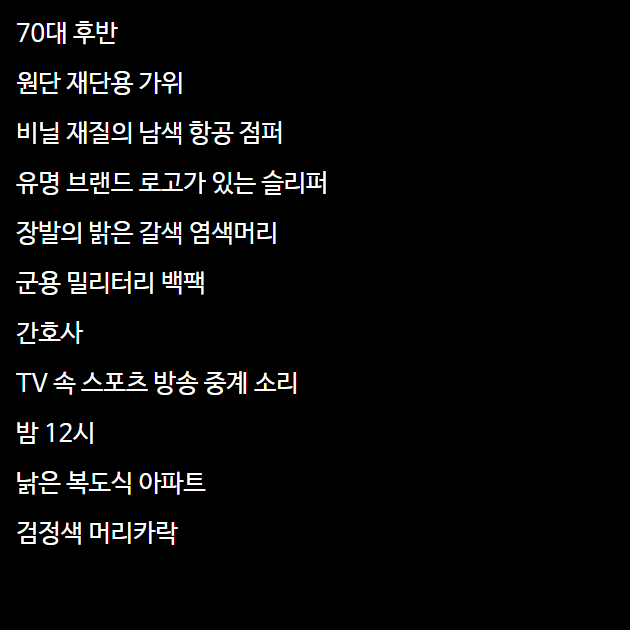 70대 후반
원단 재단용 가위
비닐 재질의 남색 항공 점퍼
유명 브랜드 로고가 있는 슬리퍼
장발의 밝은 갈색 염색머리
군용 밀리터리 백팩
간호사
TV 속 스포츠 방송 중계 소리
밤 12시
낡은 복도식 아파트
검정색 머리카락